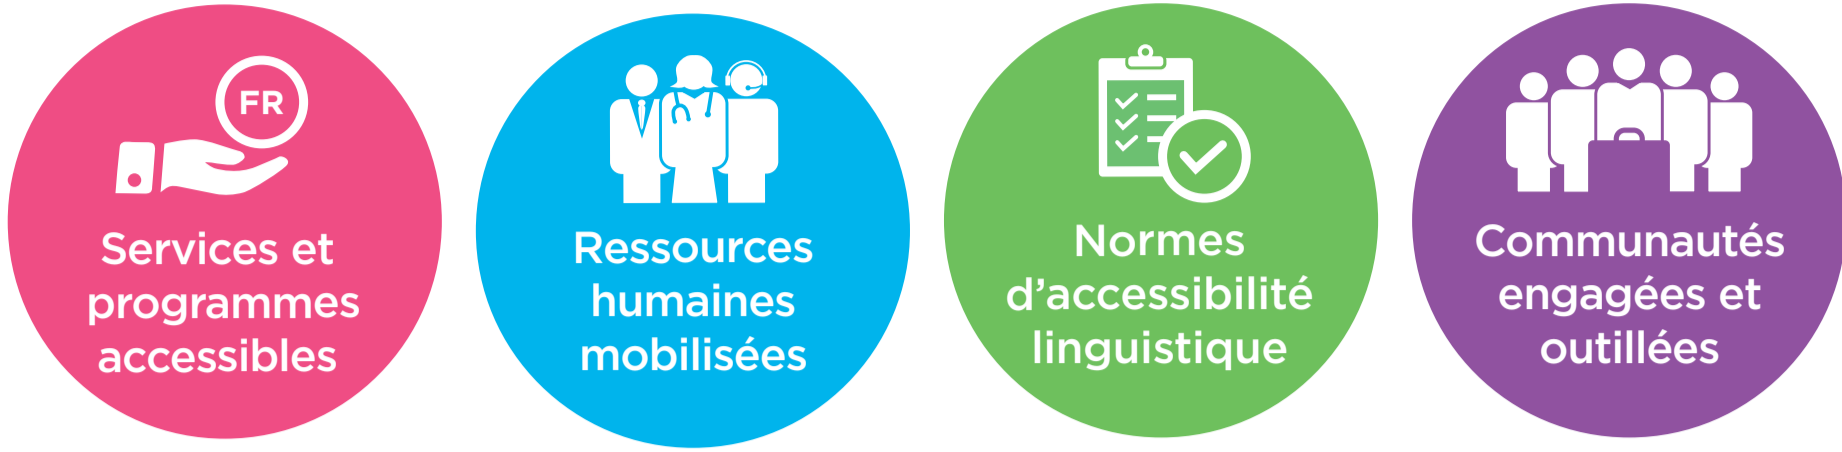 FR
Services et
programmes
accessibles
Ressources
humaines
mobilisées
Normes
d'accessibilité
linguistique
Communautés
engagées et
outillées